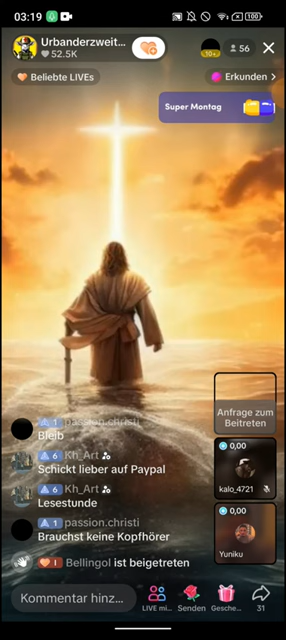 03:19
100
Urbanderzweit...
52.5K
10+
56
Beliebte LIVEs
Erkunden
Super Montag
Anfrage zum
Beitreten
1 passion.christi
Bleib
6 Kh_Art
Schickt lieber auf Paypal
6 Kh_Art
Lesestunde
1 passion.christi
Brauchst keine Kopfhörer
1 Bellingol ist beigetreten
0,00
kalo_4721
0,00
Yuniku
Kommentar hinz...
LIVE mi...
Senden
Gesche...
31